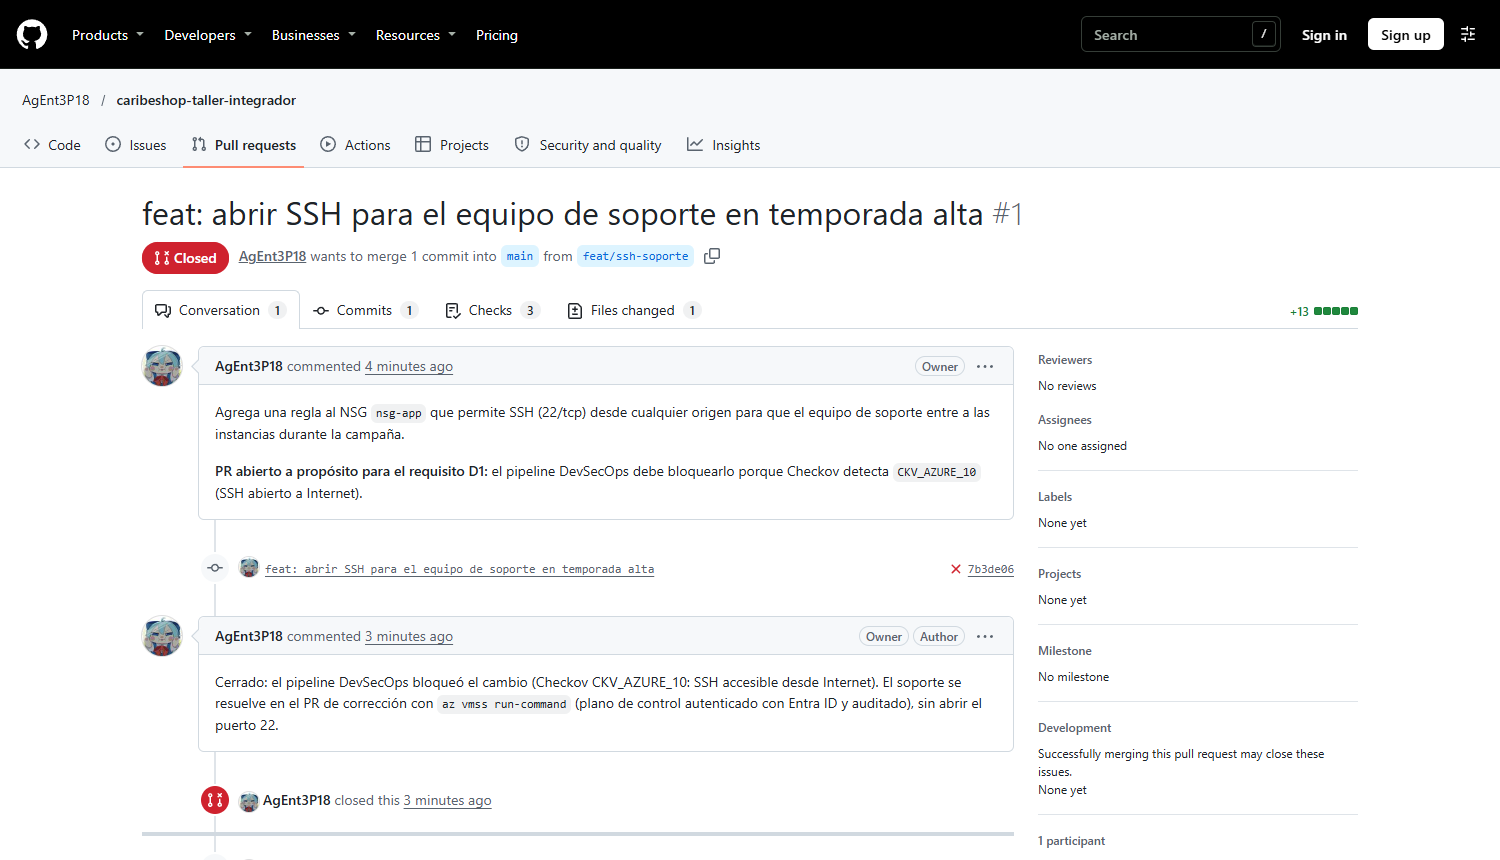 Products
Developers
Businesses
Resources
Pricing
Search
/
Sign in
Sign up
AgEnt3P18 / caribeshop-taller-integrador
Code
Issues
Pull requests
Actions
Projects
Security and quality
Insights
feat: abrir SSH para el equipo de soporte en temporada alta #1
Closed
AgEnt3P18 wants to merge 1 commit into main from feat/ssh-soporte
Conversation 1
Commits 1
Checks 3
Files changed 1
+13
AgEnt3P18 commented 4 minutes ago
Owner
Agrega una regla al NSG nsg-app que permite SSH (22/tcp) desde cualquier origen para que el equipo de soporte entre a las
instancias durante la campaña.
PR abierto a propósito para el requisito D1: el pipeline DevSecOps debe bloquearlo porque Checkov detecta CKV_AZURE_10
(SSH abierto a Internet).
feat: abrir SSH para el equipo de soporte en temporada alta
7b3de06
AgEnt3P18 commented 3 minutes ago
Owner
Author
Cerrado: el pipeline DevSecOps bloqueó el cambio (Checkov CKV_AZURE_10: SSH accesible desde Internet). El soporte se
resuelve en el PR de corrección con az vmss run-command (plano de control autenticado con Entra ID y auditado), sin abrir el
puerto 22.
AgEnt3P18 closed this 3 minutes ago
Reviewers
No reviews
Assignees
No one assigned
Labels
None yet
Projects
None yet
Milestone
No milestone
Development
Successfully merging this pull request may close these
issues.
None yet
1 participant